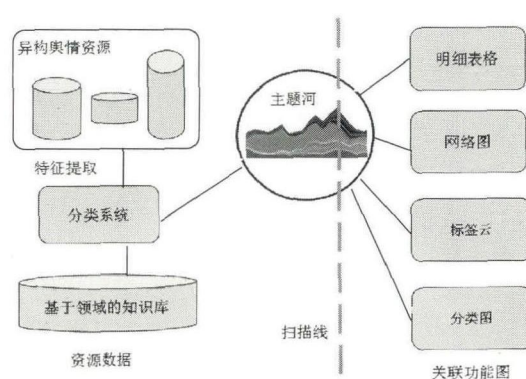 异构舆情资源
特征提取
分类系统
基于领域的知识库
资源数据
主题河
扫描线
明细表格
网络图
标签云
分类图
关联功能图